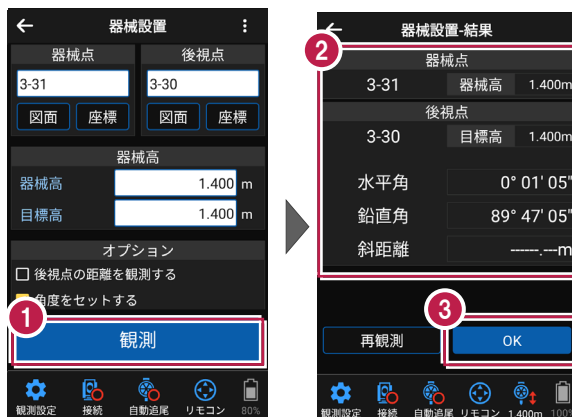 器械設置
器械点
後視点
3-31
3-30
図面
座標
図面
座標
器械高
器械高
1.400 m
目標高
1.400 m
オプション
後視点の距離を観測する
角度をセットする
1
観測
観測設定
接続
自動追尾
リモコン
80%
2
器械設置-結果
器械点
3-31
器械高
1.400m
後視点
3-30
目標高
1.400m
水平角
0° 01' 05"
鉛直角
89° 47' 05"
斜距離
------.---m
3
再観測
OK
観測設定
接続
自動追尾
リモコン
1.400m
100%